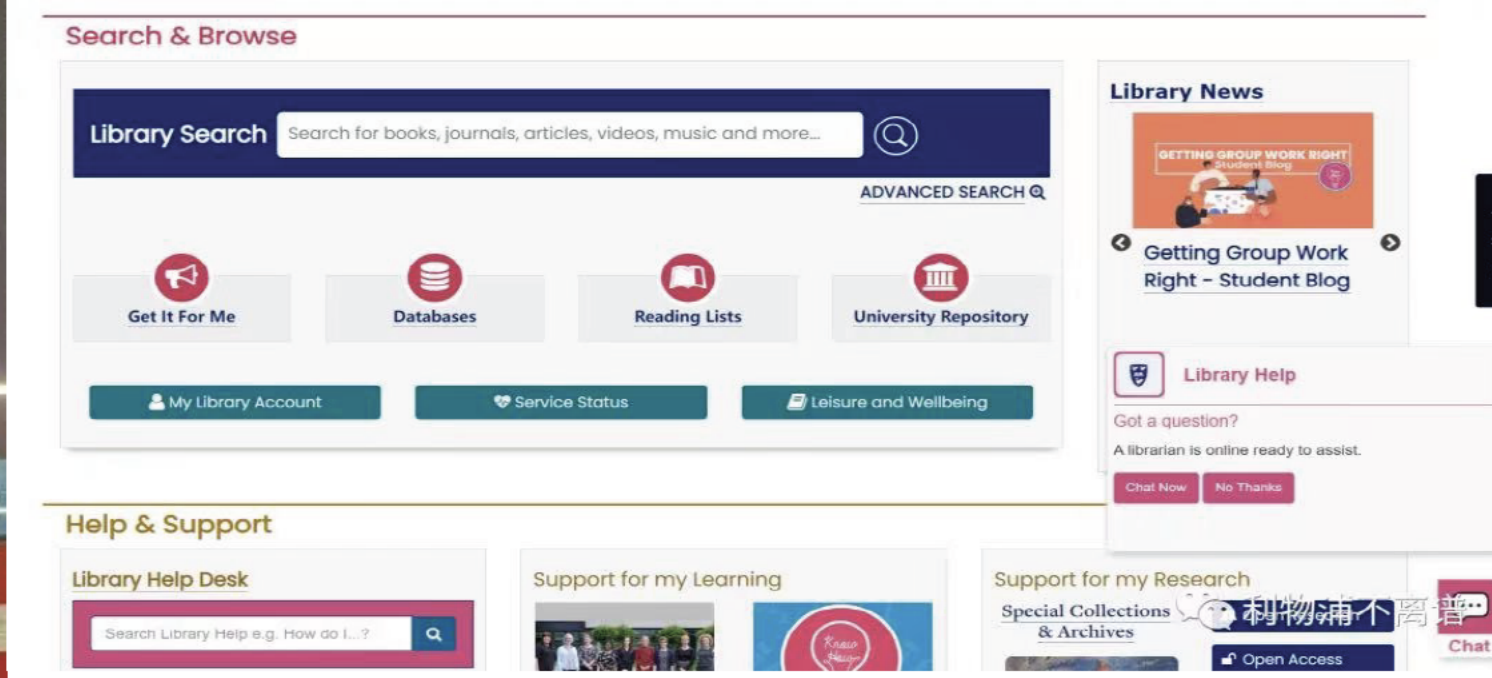 Search & Browse
Library Search
Search for books, journals, articles, videos, music and more...
ADVANCED SEARCH
Get It For Me
Databases
Reading Lists
University Repository
My Library Account
Service Status
Leisure and Wellbeing
Library News
GETTING GROUP WORK RIGHT
Student Blog
Getting Group Work
Right - Student Blog
Library Help
Got a question?
A librarian is online ready to assist.
Chat Now
No Thanks
Help & Support
Library Help Desk
Search Library Help e.g. How do I...?
Support for my Learning
Know
How
Support for my Research
Special Collections
& Archives
利物浦不离谱
Open Access
Chat